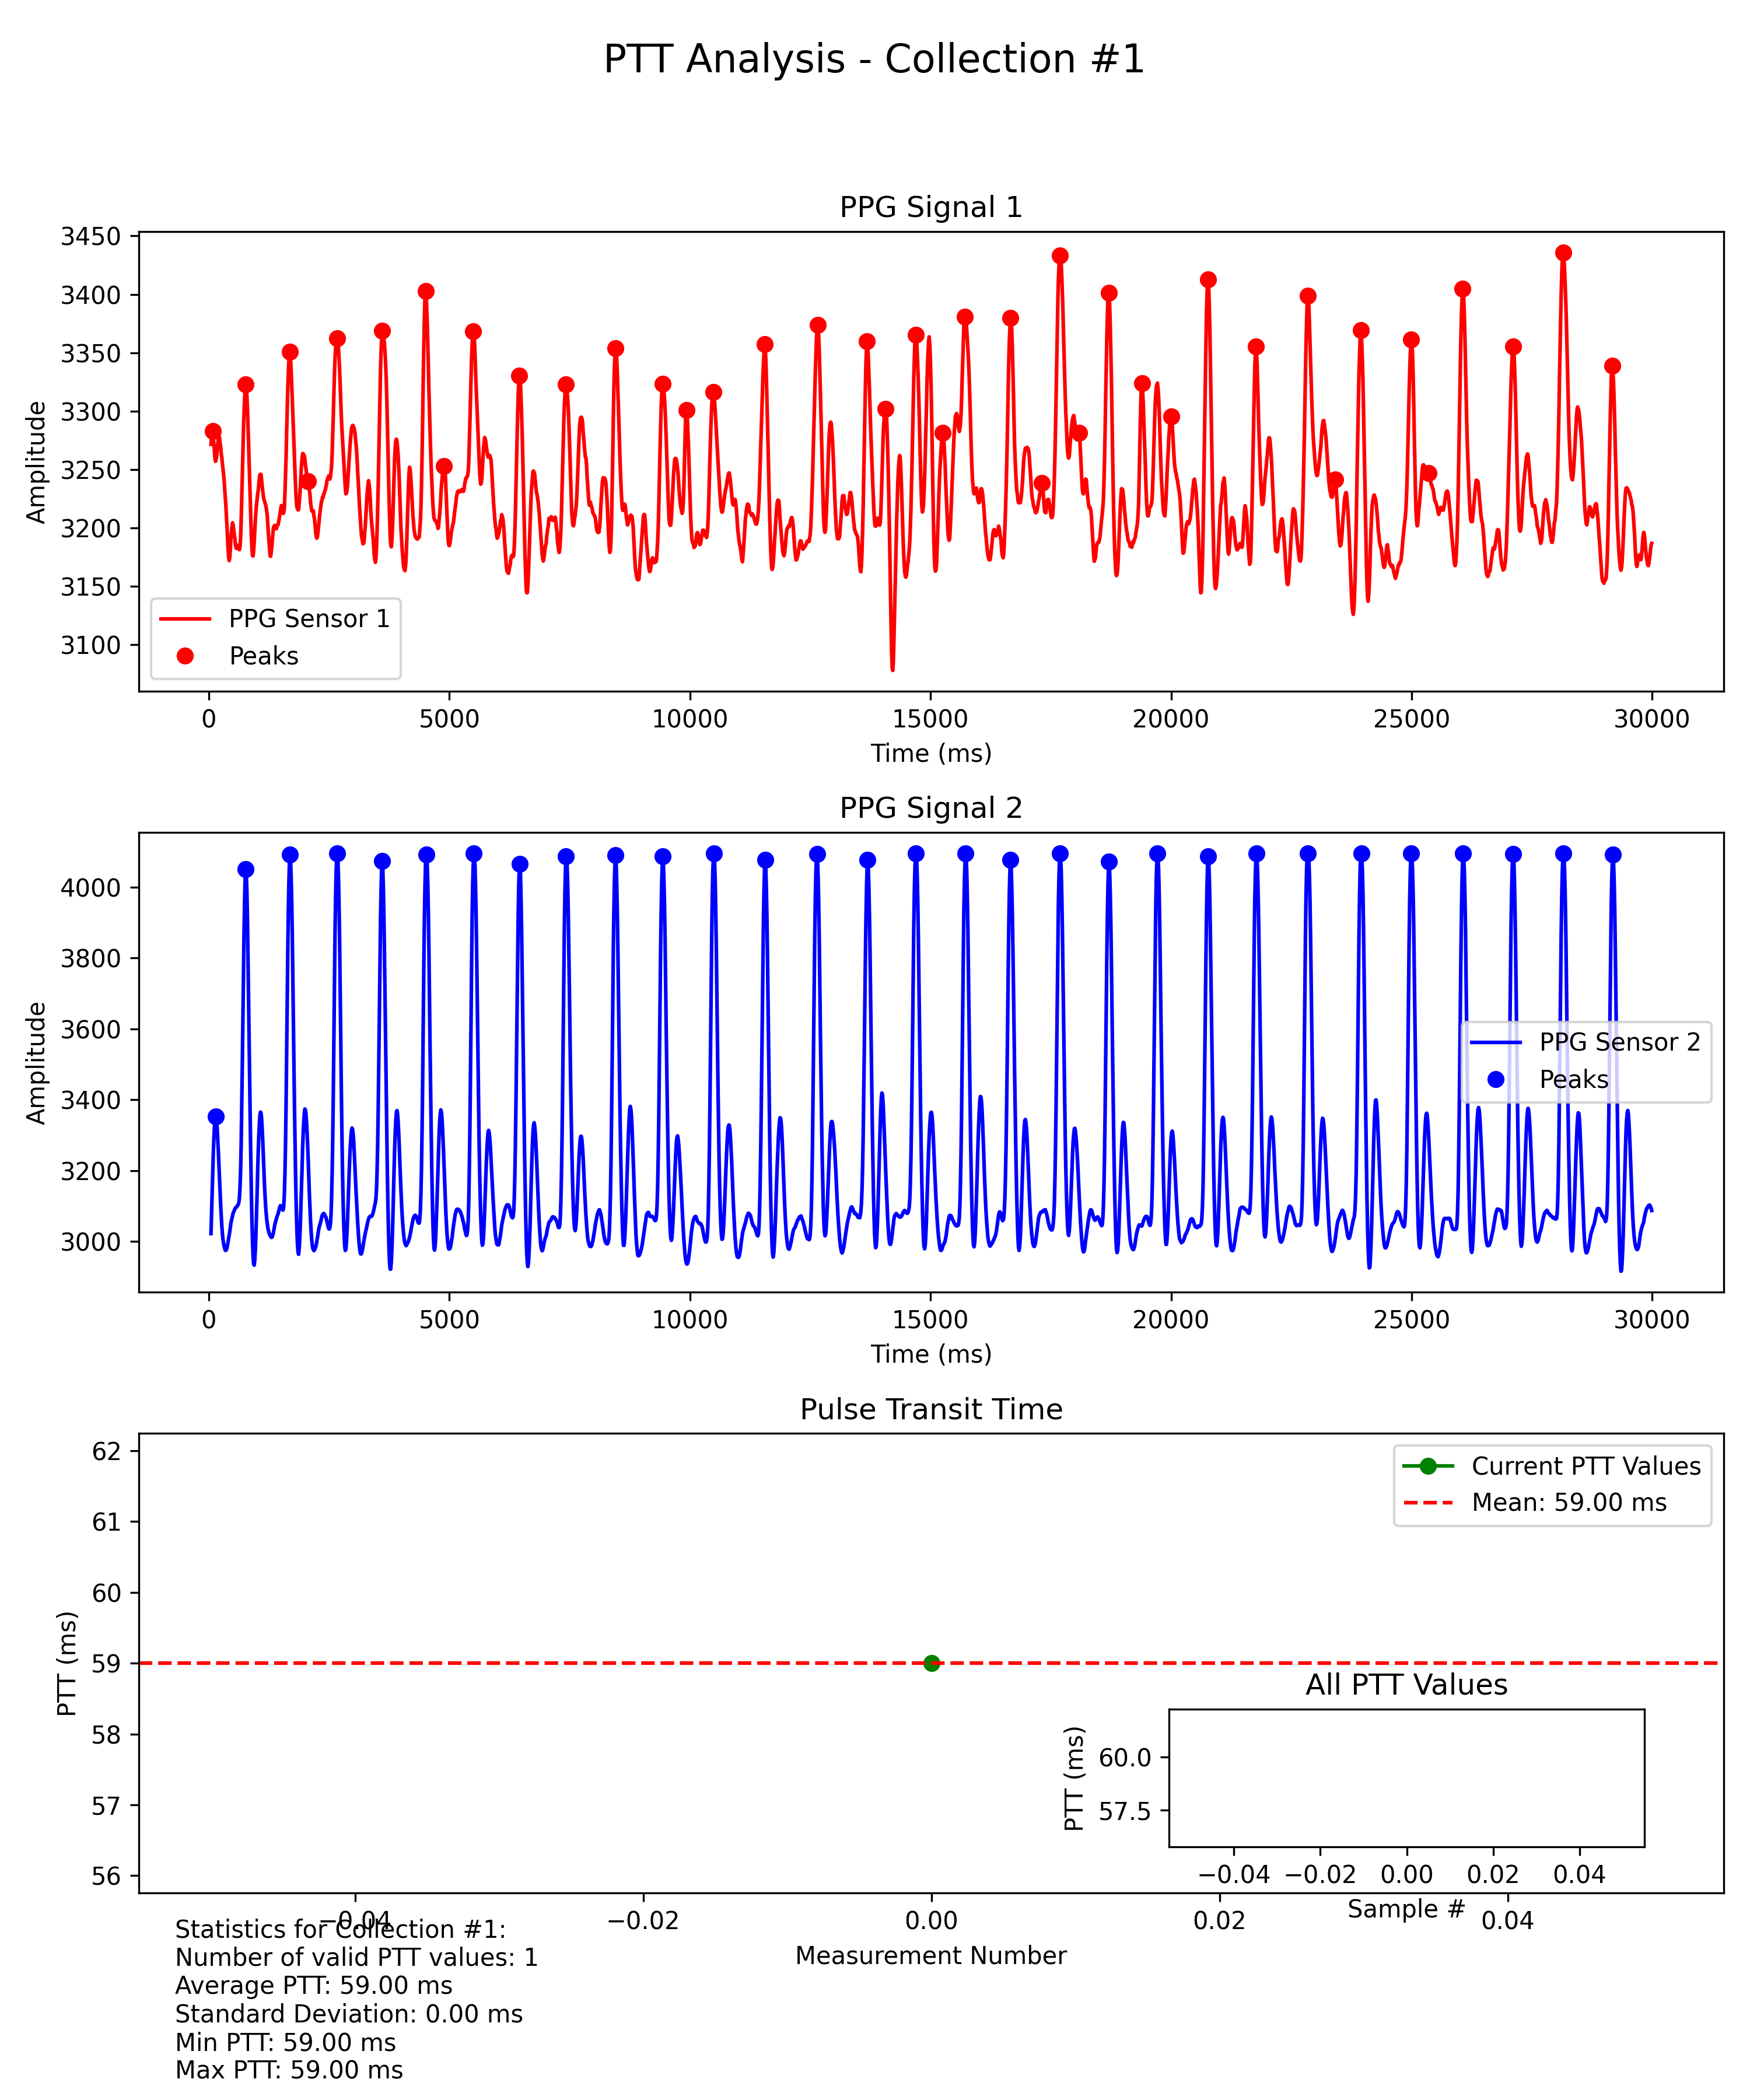 PTT Analysis - Collection #1
PPG Signal 1
3450
3400
3350
3300
3250
3200
3150
3100
Amplitude
PPG Sensor 1
Peaks
0 5000 10000 15000 20000 25000 30000
Time (ms)
PPG Signal 2
4000
3800
3600
3400
3200
3000
Amplitude
PPG Sensor 2
Peaks
0 5000 10000 15000 20000 25000 30000
Time (ms)
Pulse Transit Time
62
61
60
59
58
57
56
PTT (ms)
Current PTT Values
Mean: 59.00 ms
All PTT Values
PTT (ms)
60.0
57.5
−0.04 −0.02 0.00 0.02 0.04
Sample #
−0.04 −0.02 0.00 0.02 0.04
Measurement Number
Statistics for Collection #1:
Number of valid PTT values: 1
Average PTT: 59.00 ms
Standard Deviation: 0.00 ms
Min PTT: 59.00 ms
Max PTT: 59.00 ms